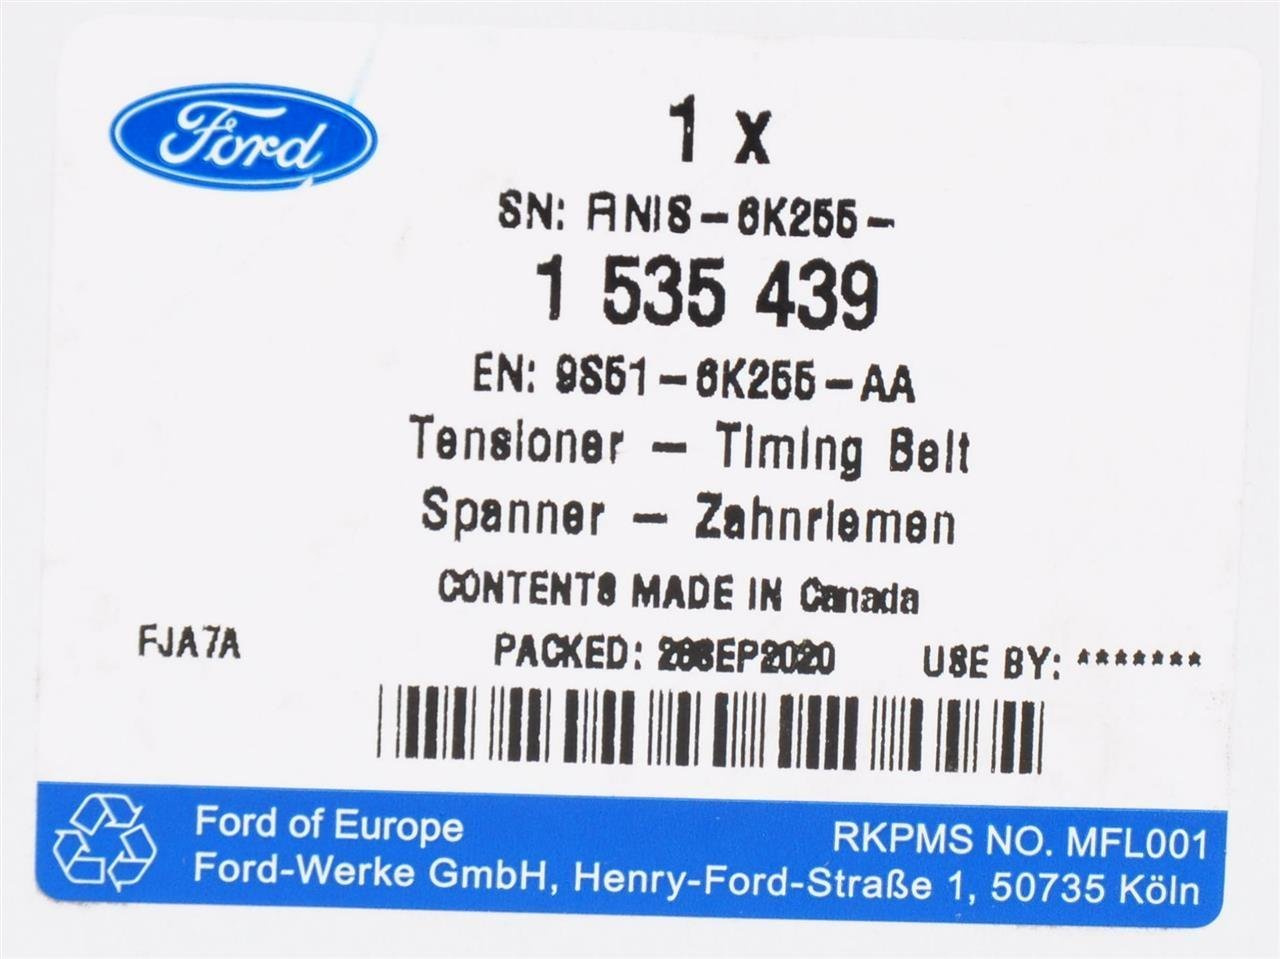 Ford
1 x
SN: ANIS-6K255-
1 535 439
EN: 9S51-6K255-AA
Tensioner - Timing Belt
Spanner - Zahnriemen
CONTENTS MADE IN Canada
FJA7A
PACKED: 28SEP2020
USE BY: *******
Ford of Europe
Ford-Werke GmbH, Henry-Ford-Straße 1, 50735 Köln
RKPMS NO. MFL001